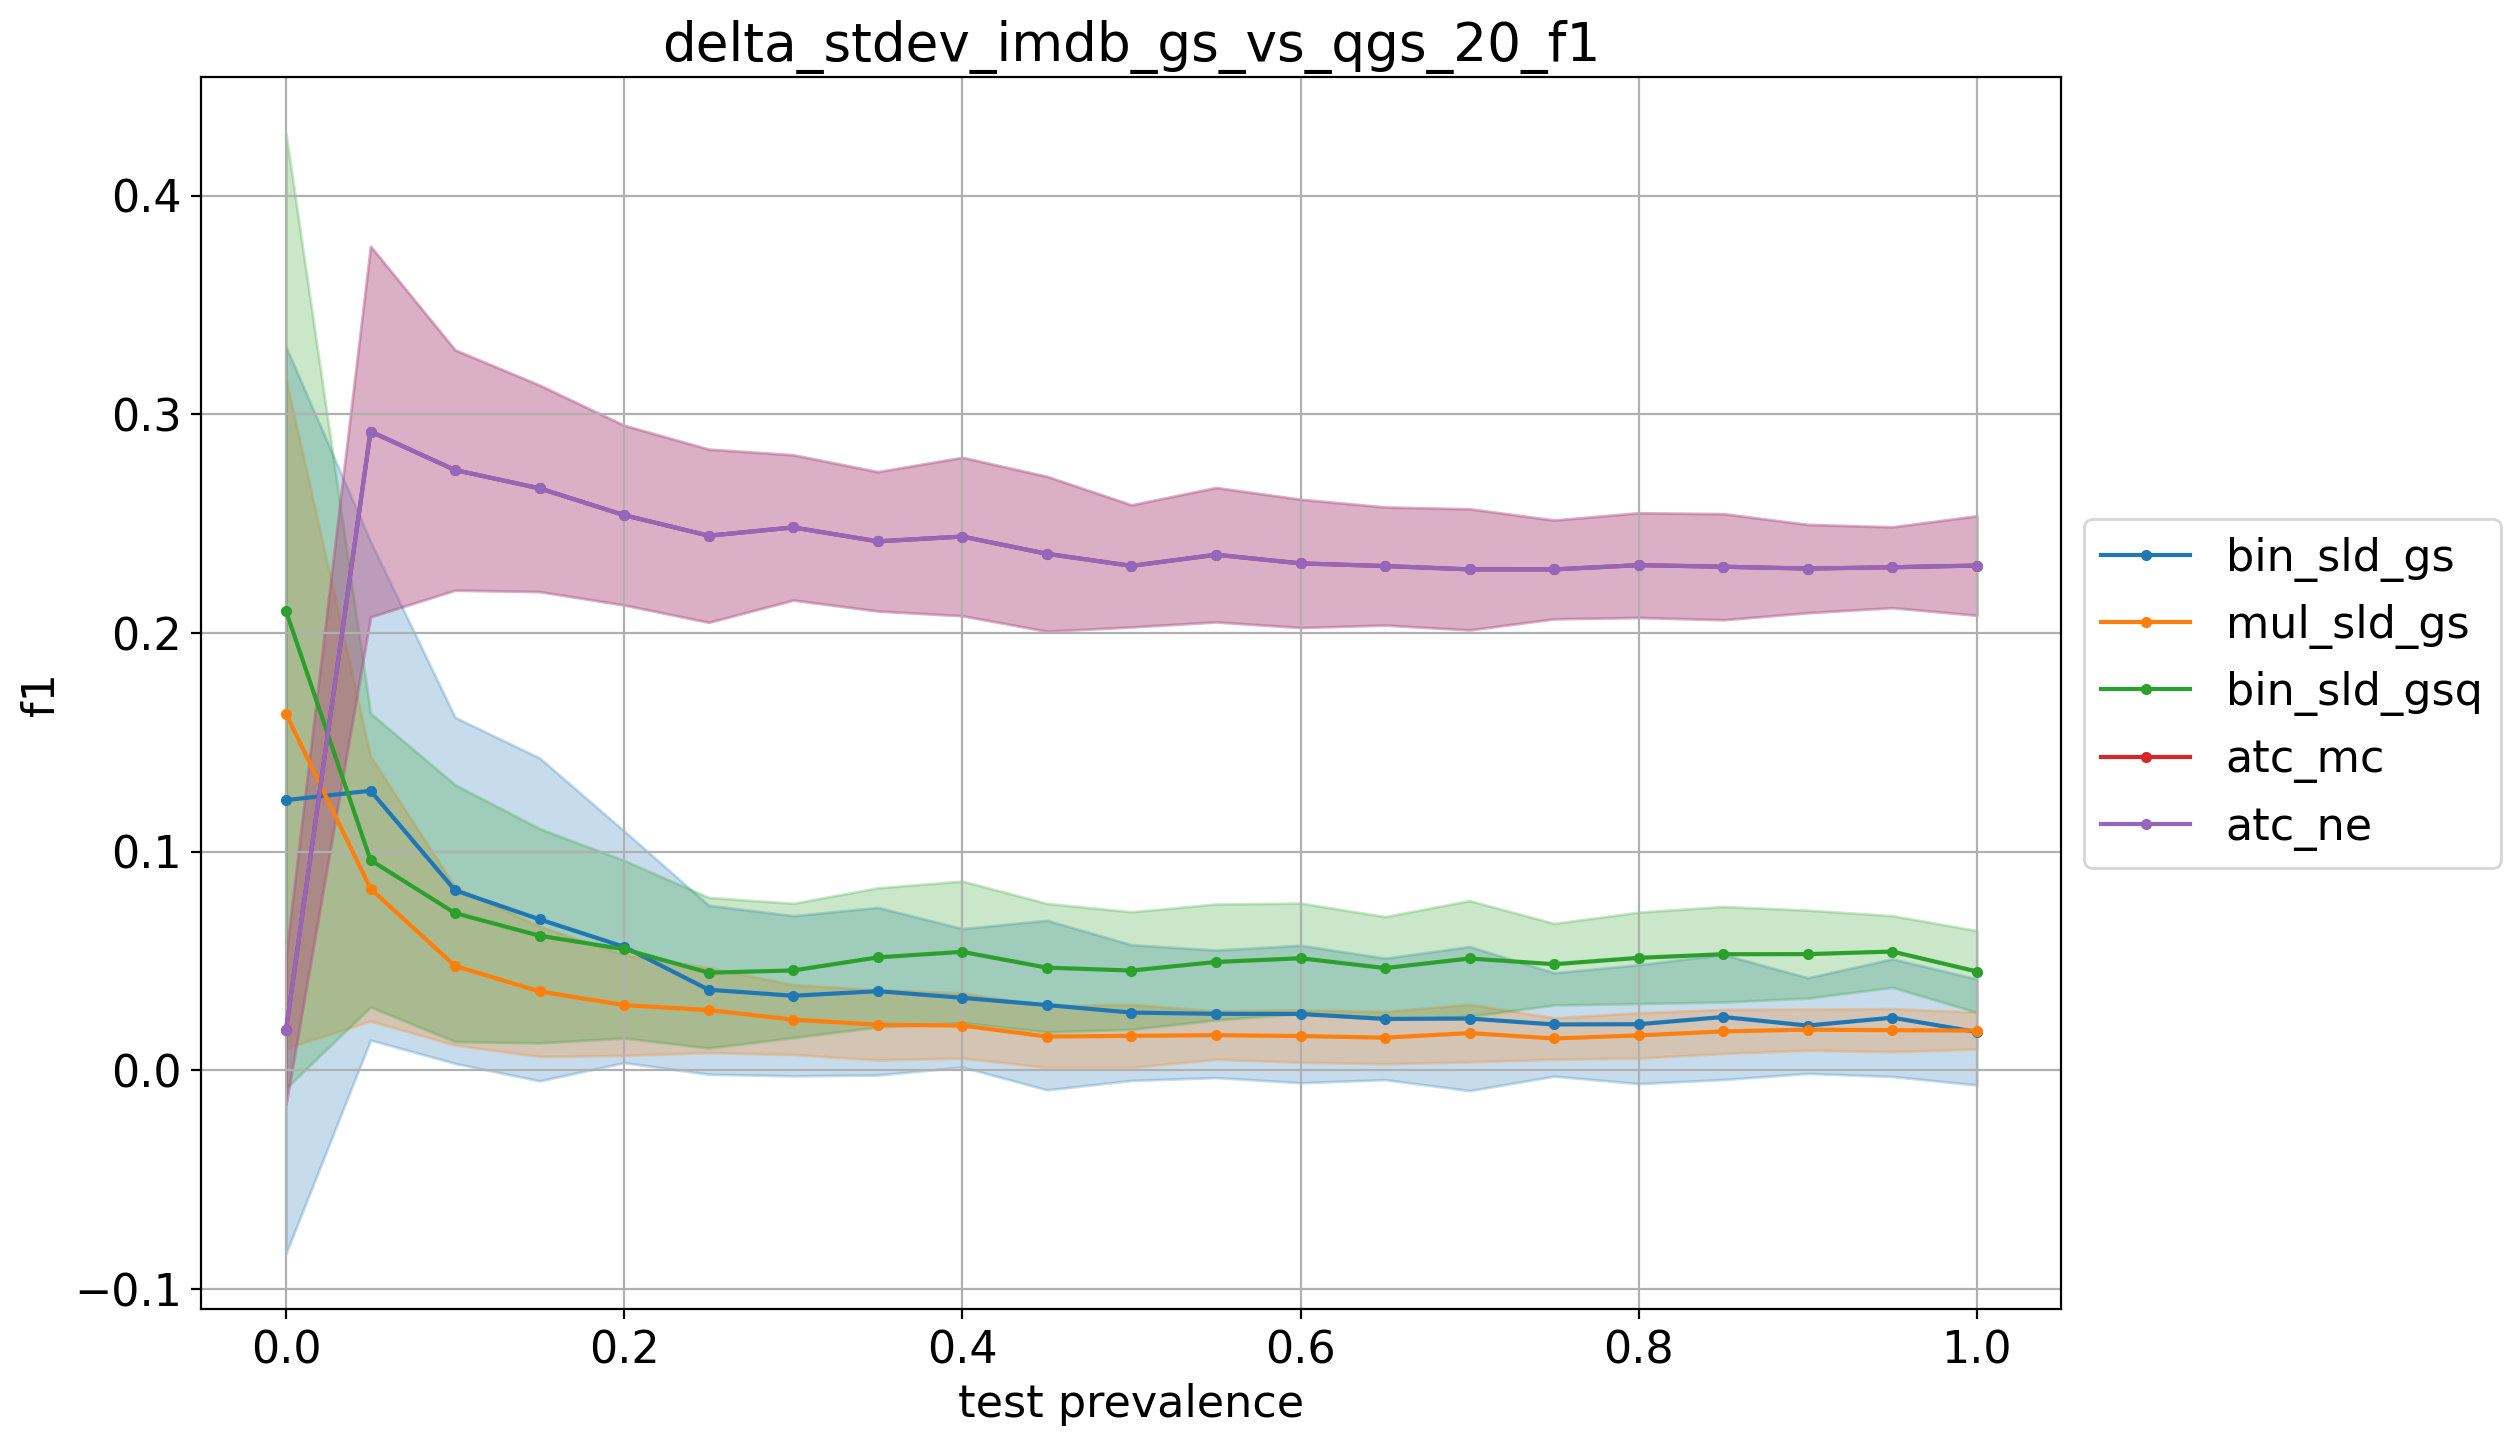 delta_stdev_imdb_gs_vs_qgs_20_f1
f1
0.4
0.3
0.2
0.1
0.0
−0.1
0.0 0.2 0.4 0.6 0.8 1.0
test prevalence
bin_sld_gs
mul_sld_gs
bin_sld_gsq
atc_mc
atc_ne